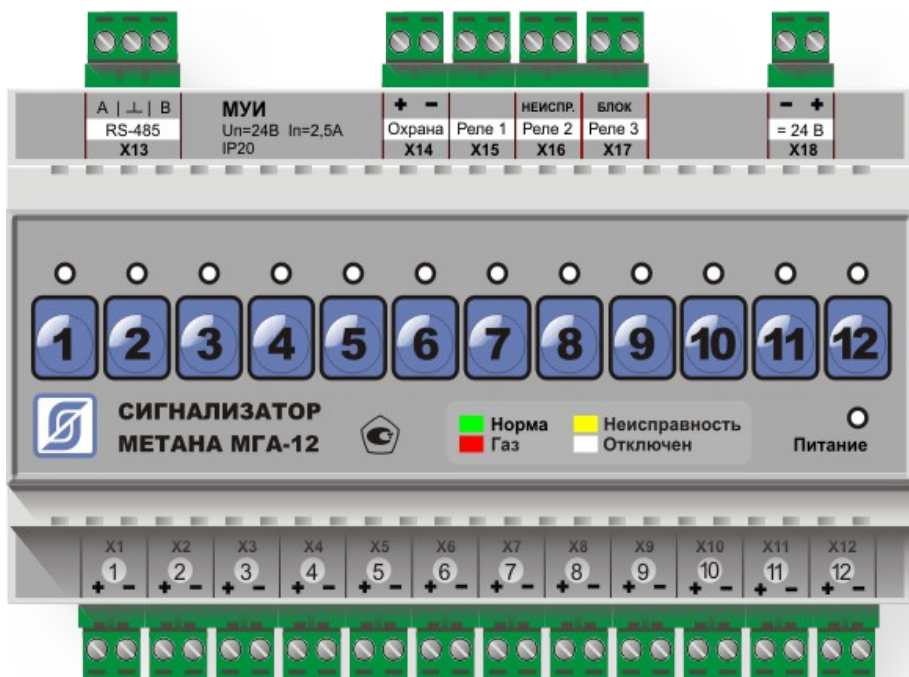 A | ⊥ | B
RS-485
X13
МУИ
Uп=24В Iп=2,5А
IP20
+ −
Охрана
X14
Реле 1
X15
НЕИСПР.
Реле 2
X16
БЛОК
Реле 3
X17
− +
= 24 В
X18
1 2 3 4 5 6 7 8 9 10 11 12
СИГНАЛИЗАТОР
МЕТАНА МГА-12
Норма
Газ
Неисправность
Отключен
Питание
X1 X2 X3 X4 X5 X6 X7 X8 X9 X10 X11 X12
1 2 3 4 5 6 7 8 9 10 11 12
+ − + − + − + − + − + − + − + − + − + − + − + −